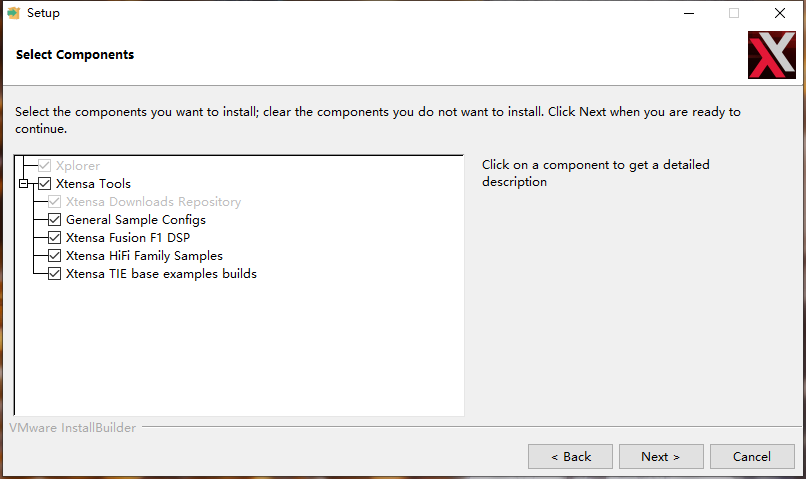 Setup
Select Components
Select the components you want to install; clear the components you do not want to install. Click Next when you are ready to
continue.
Xplorer
Xtensa Tools
Xtensa Downloads Repository
General Sample Configs
Xtensa Fusion F1 DSP
Xtensa HiFi Family Samples
Xtensa TIE base examples builds
Click on a component to get a detailed
description
VMware InstallBuilder
< Back
Next >
Cancel